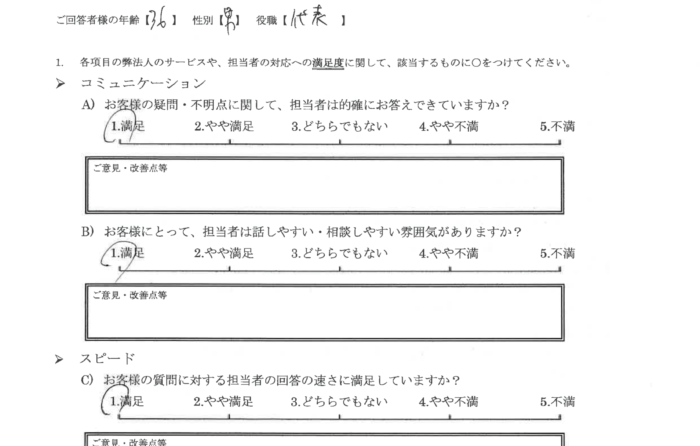 ご回答者様の年齢【36】 性別【男】 役職【代表 】
1. 各項目の弊法人のサービスや、担当者の対応への満足度に関して、該当するものに○をつけてください。
➢ コミュニケーション
A) お客様の疑問・不明点に関して、担当者は的確にお答えできていますか？
1.満足 2.やや満足 3.どちらでもない 4.やや不満 5.不満
ご意見・改善点等
B) お客様にとって、担当者は話しやすい・相談しやすい雰囲気がありますか？
1.満足 2.やや満足 3.どちらでもない 4.やや不満 5.不満
ご意見・改善点等
➢ スピード
C) お客様の質問に対する担当者の回答の速さに満足していますか？
1.満足 2.やや満足 3.どちらでもない 4.やや不満 5.不満
ご意見・改善点等